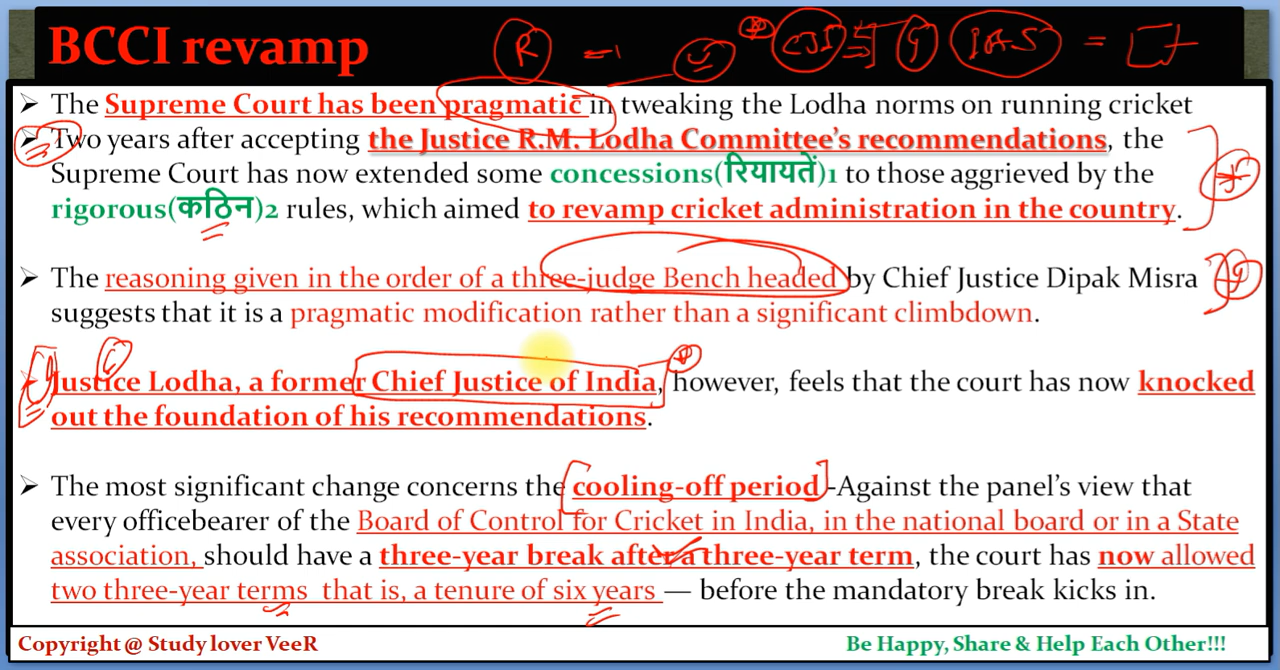 BCCI revamp
The Supreme Court has been pragmatic in tweaking the Lodha norms on running cricket
Two years after accepting the Justice R.M. Lodha Committee's recommendations, the
Supreme Court has now extended some concessions(रियायतें)1 to those aggrieved by the
rigorous(कठिन)2 rules, which aimed to revamp cricket administration in the country.
The reasoning given in the order of a three-judge Bench headed by Chief Justice Dipak Misra
suggests that it is a pragmatic modification rather than a significant climbdown.
Justice Lodha, a former Chief Justice of India, however, feels that the court has now knocked
out the foundation of his recommendations.
The most significant change concerns the cooling-off period-Against the panel's view that
every officebearer of the Board of Control for Cricket in India, in the national board or in a State
association, should have a three-year break after a three-year term, the court has now allowed
two three-year terms that is, a tenure of six years — before the mandatory break kicks in.
Copyright @ Study lover VeeR
Be Happy, Share & Help Each Other!!!